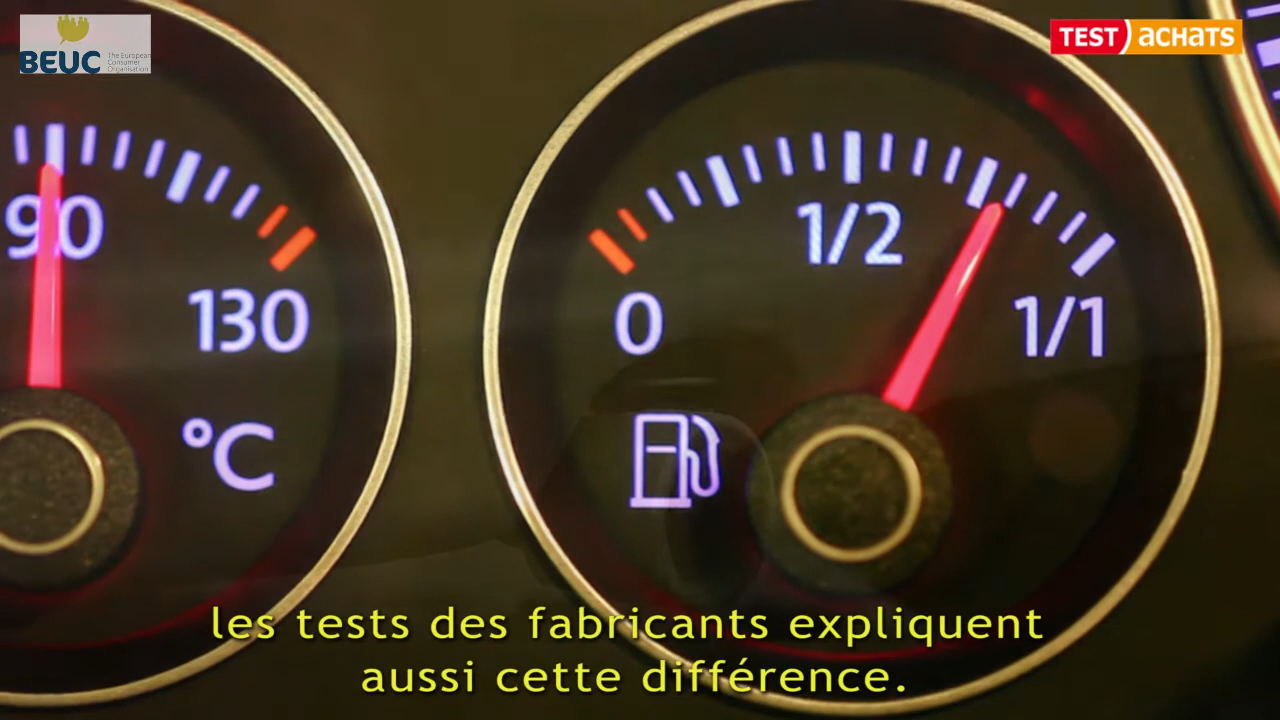 BEUC
The European
Consumer
Organisation
TEST achats
90
130
°C
0
1/2
1/1
les tests des fabricants expliquent
aussi cette différence.